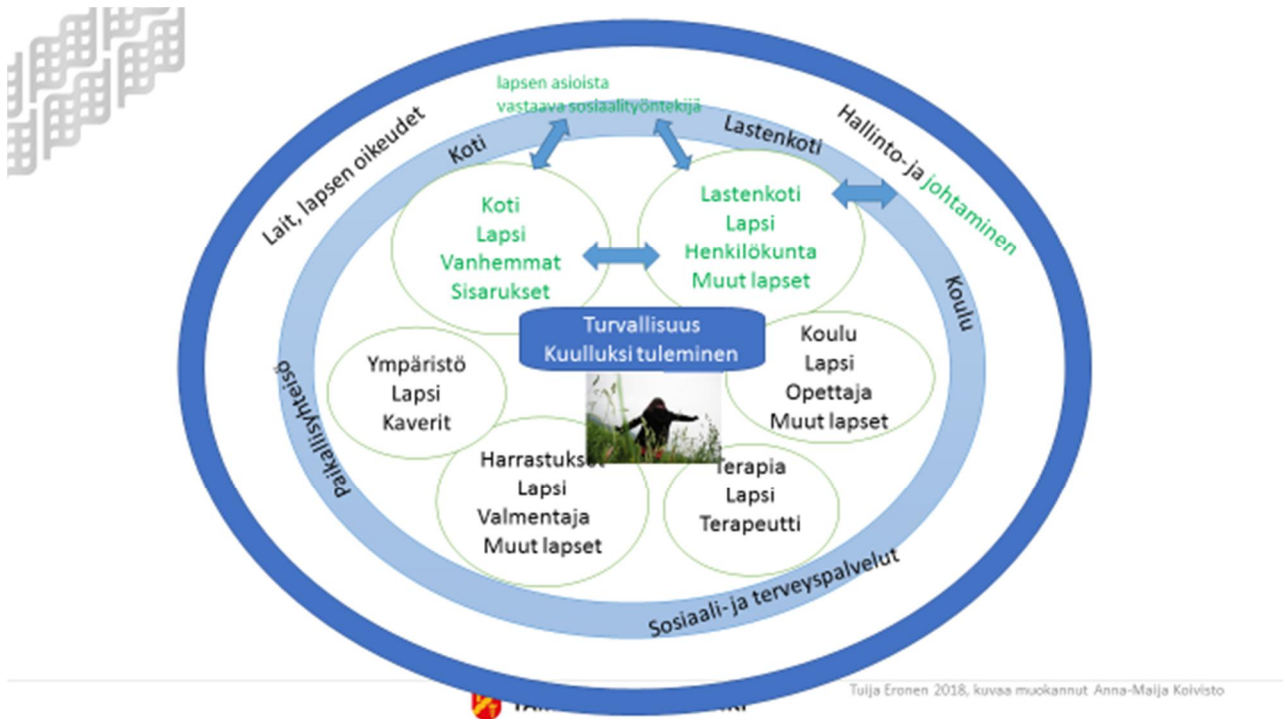 lapsen asioista
vastaava sosiaalityöntekijä
Lait, lapsen oikeudet
Hallinto-ja johtaminen
Koti
Lastenkoti
Koti
Lapsi
Vanhemmat
Sisarukset
Lastenkoti
Lapsi
Henkilökunta
Muut lapset
Koulu
Turvallisuus
Kuulluksi tuleminen
Ympäristö
Lapsi
Kaverit
Koulu
Lapsi
Opettaja
Muut lapset
Paikallisyhteisö
Harrastukset
Lapsi
Valmentaja
Muut lapset
Terapia
Lapsi
Terapeutti
Sosiaali-ja terveyspalvelut
Tuija Eronen 2018, kuvaa muokannut Anna-Maija Koivisto